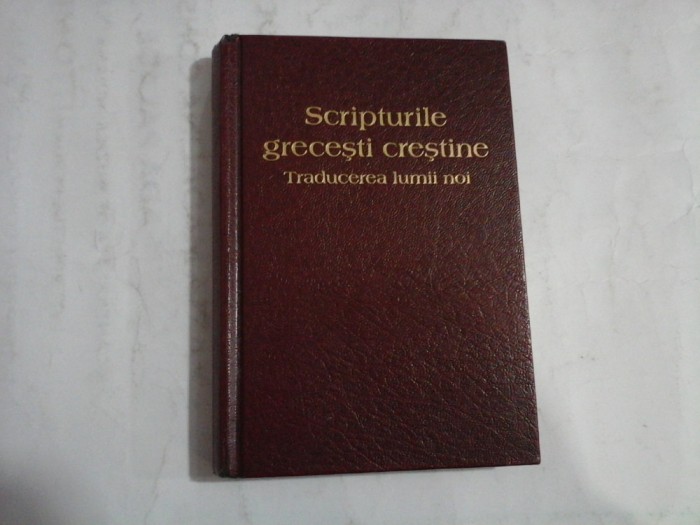 Scripturile
grecești creștine
Traducerea lumii noi